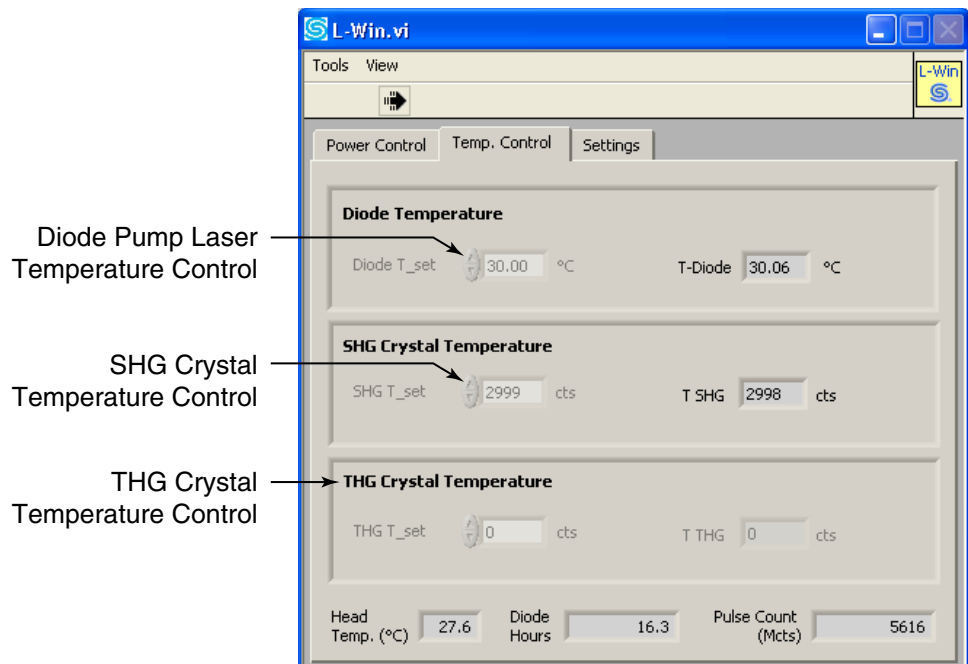 L-Win.vi
Tools View
L-Win
Power Control Temp. Control Settings
Diode Temperature
Diode Pump Laser
Temperature Control
Diode T_set 30.00 °C T-Diode 30.06 °C
SHG Crystal Temperature
SHG Crystal
Temperature Control
SHG T_set 2999 cts T SHG 2998 cts
THG Crystal
Temperature Control
THG Crystal Temperature
THG T_set 0 cts T THG 0 cts
Head
Temp. (°C) 27.6
Diode
Hours 16.3
Pulse Count
(Mcts) 5616